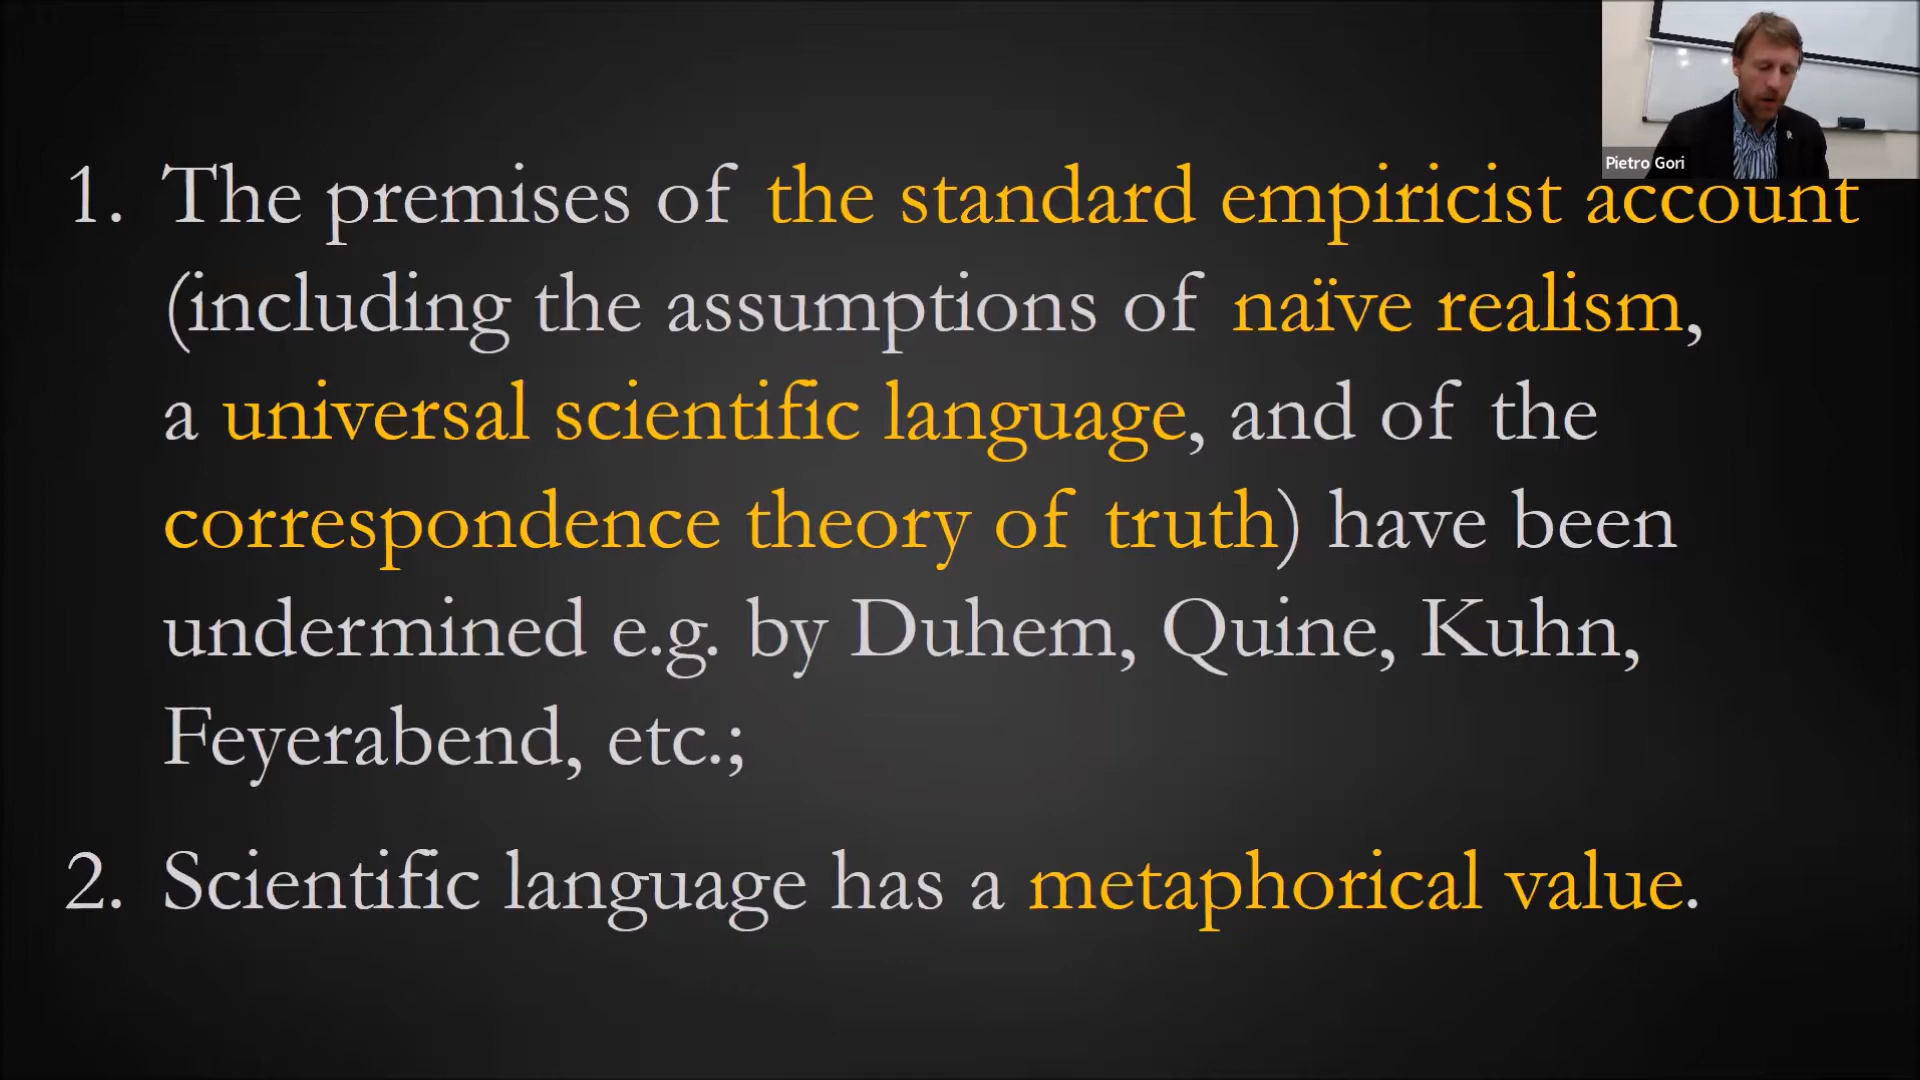 Pietro Gori
1. The premises of the standard empiricist account
(including the assumptions of naïve realism,
a universal scientific language, and of the
correspondence theory of truth) have been
undermined e.g. by Duhem, Quine, Kuhn,
Feyerabend, etc.;
2. Scientific language has a metaphorical value.